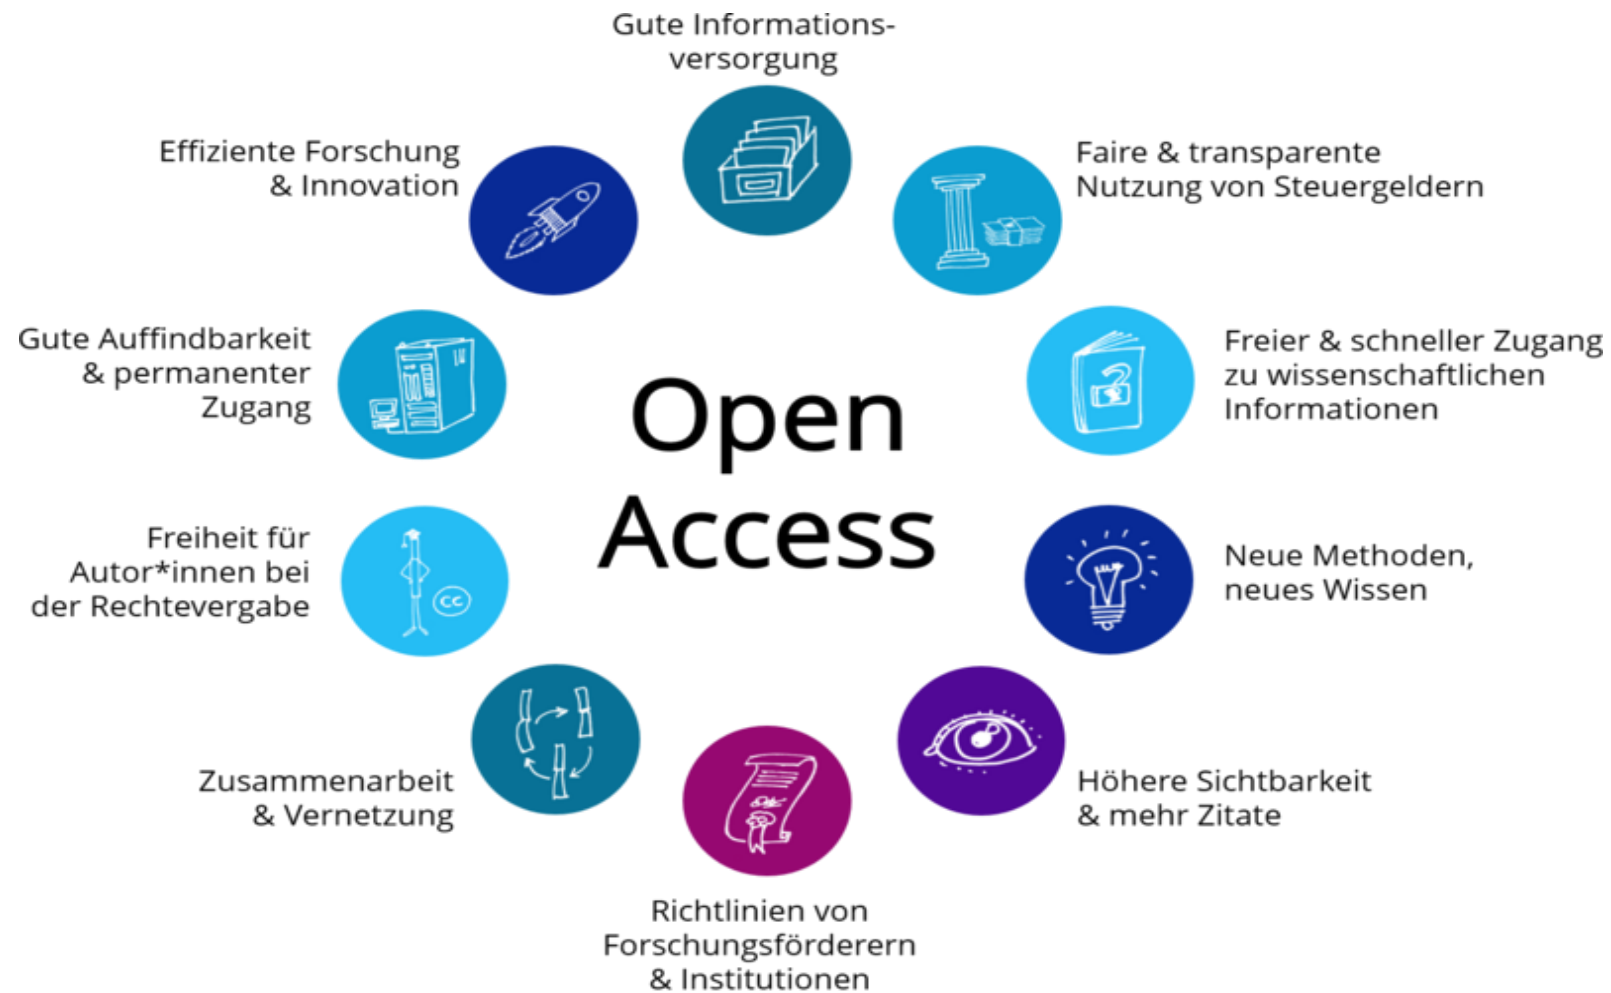 Gute Informations-
versorgung
Effiziente Forschung
& Innovation
Faire & transparente
Nutzung von Steuergeldern
Gute Auffindbarkeit
& permanenter
Zugang
Freier & schneller Zugang
zu wissenschaftlichen
Informationen
Open
Access
Freiheit für
Autor*innen bei
der Rechtevergabe
cc
Neue Methoden,
neues Wissen
Zusammenarbeit
& Vernetzung
Höhere Sichtbarkeit
& mehr Zitate
Richtlinien von
Forschungsförderern
& Institutionen